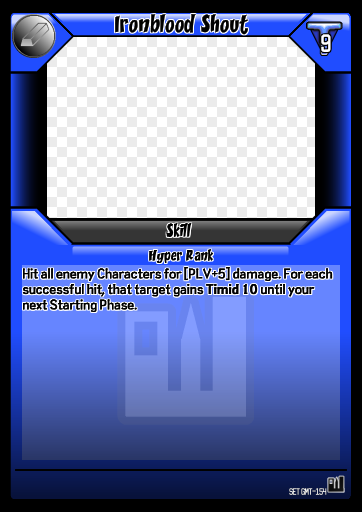 Ironblood Shout
9
Skill
Hyper Rank
Hit all enemy Characters for [PLV+5] damage. For each
successful hit, that target gains Timid 10 until your
next Starting Phase.
SET GMT-154